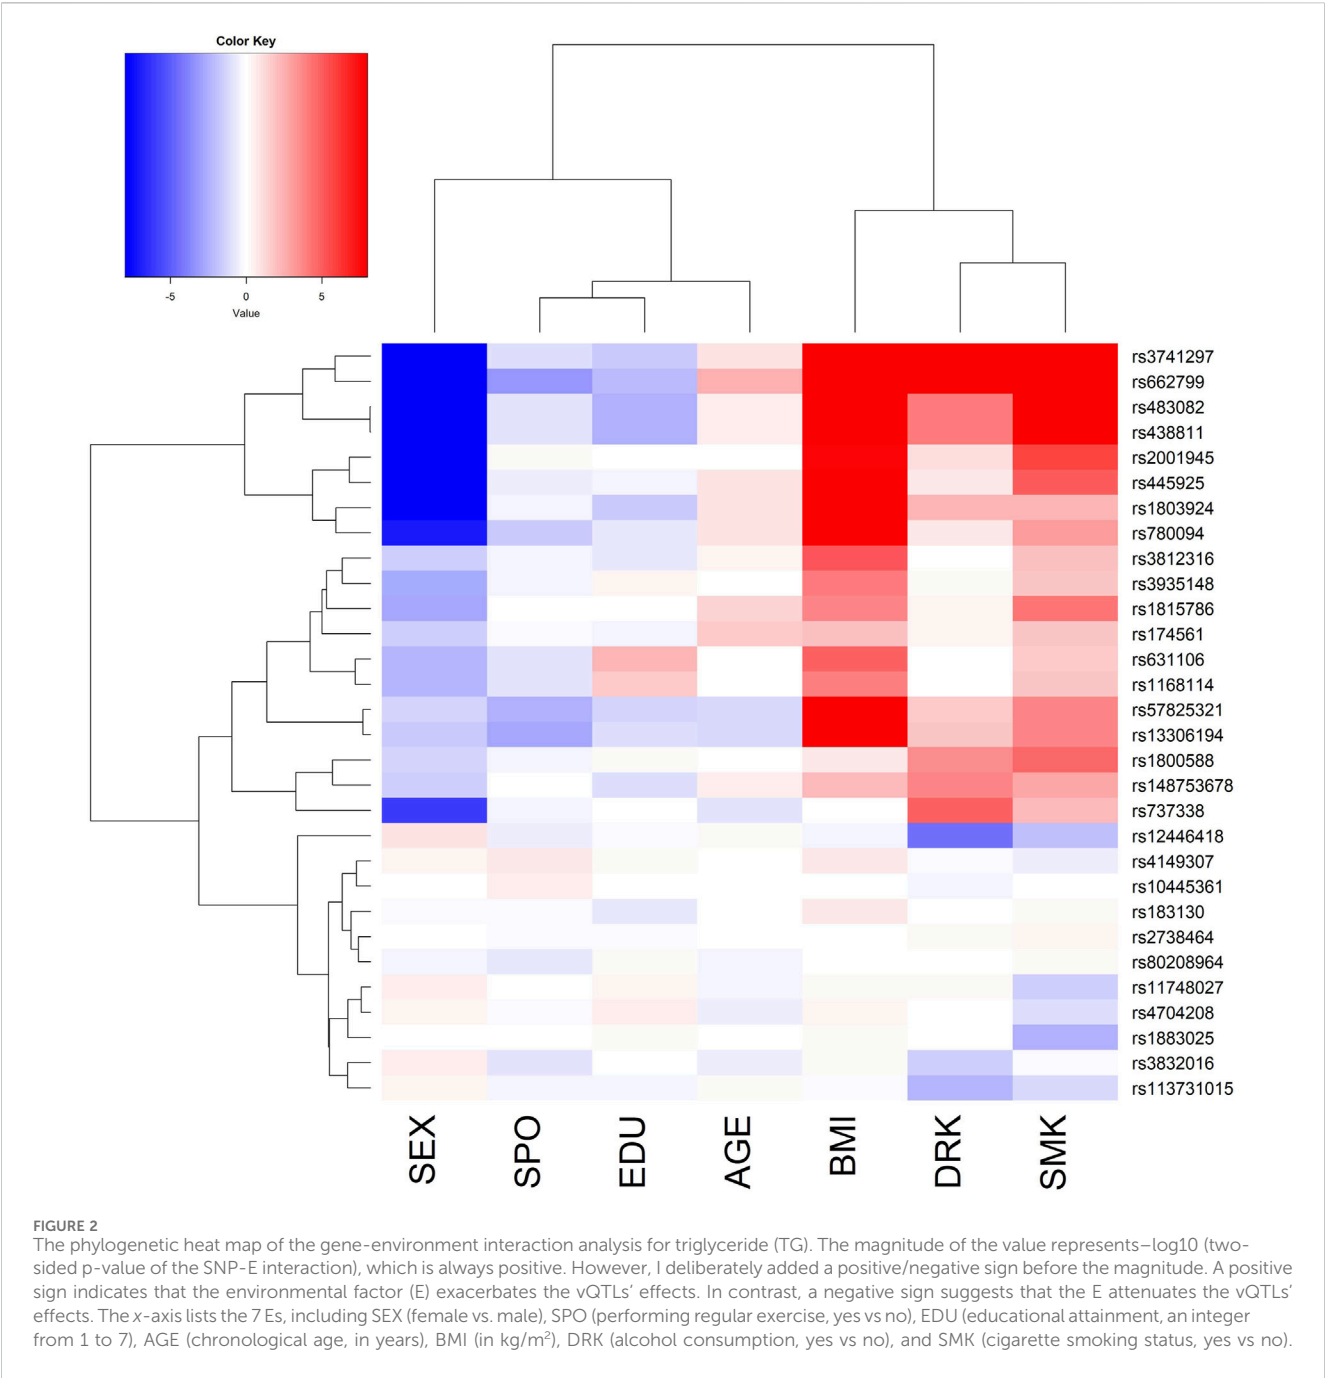 Color Key
-5
0
5
Value
rs3741297
rs662799
rs483082
rs438811
rs2001945
rs445925
rs1803924
rs780094
rs3812316
rs3935148
rs1815786
rs174561
rs631106
rs1168114
rs57825321
rs13306194
rs1800588
rs148753678
rs737338
rs12446418
rs4149307
rs10445361
rs183130
rs2738464
rs80208964
rs11748027
rs4704208
rs1883025
rs3832016
rs113731015
SEX
SPO
EDU
AGE
BMI
DRK
SMK
FIGURE 2
The phylogenetic heat map of the gene-environment interaction analysis for triglyceride (TG). The magnitude of the value represents–log10 (two-
sided p-value of the SNP-E interaction), which is always positive. However, I deliberately added a positive/negative sign before the magnitude. A positive
sign indicates that the environmental factor (E) exacerbates the vQTLs’ effects. In contrast, a negative sign suggests that the E attenuates the vQTLs’
effects. The x-axis lists the 7 Es, including SEX (female vs. male), SPO (performing regular exercise, yes vs no), EDU (educational attainment, an integer
from 1 to 7), AGE (chronological age, in years), BMI (in kg/m²), DRK (alcohol consumption, yes vs no), and SMK (cigarette smoking status, yes vs no).